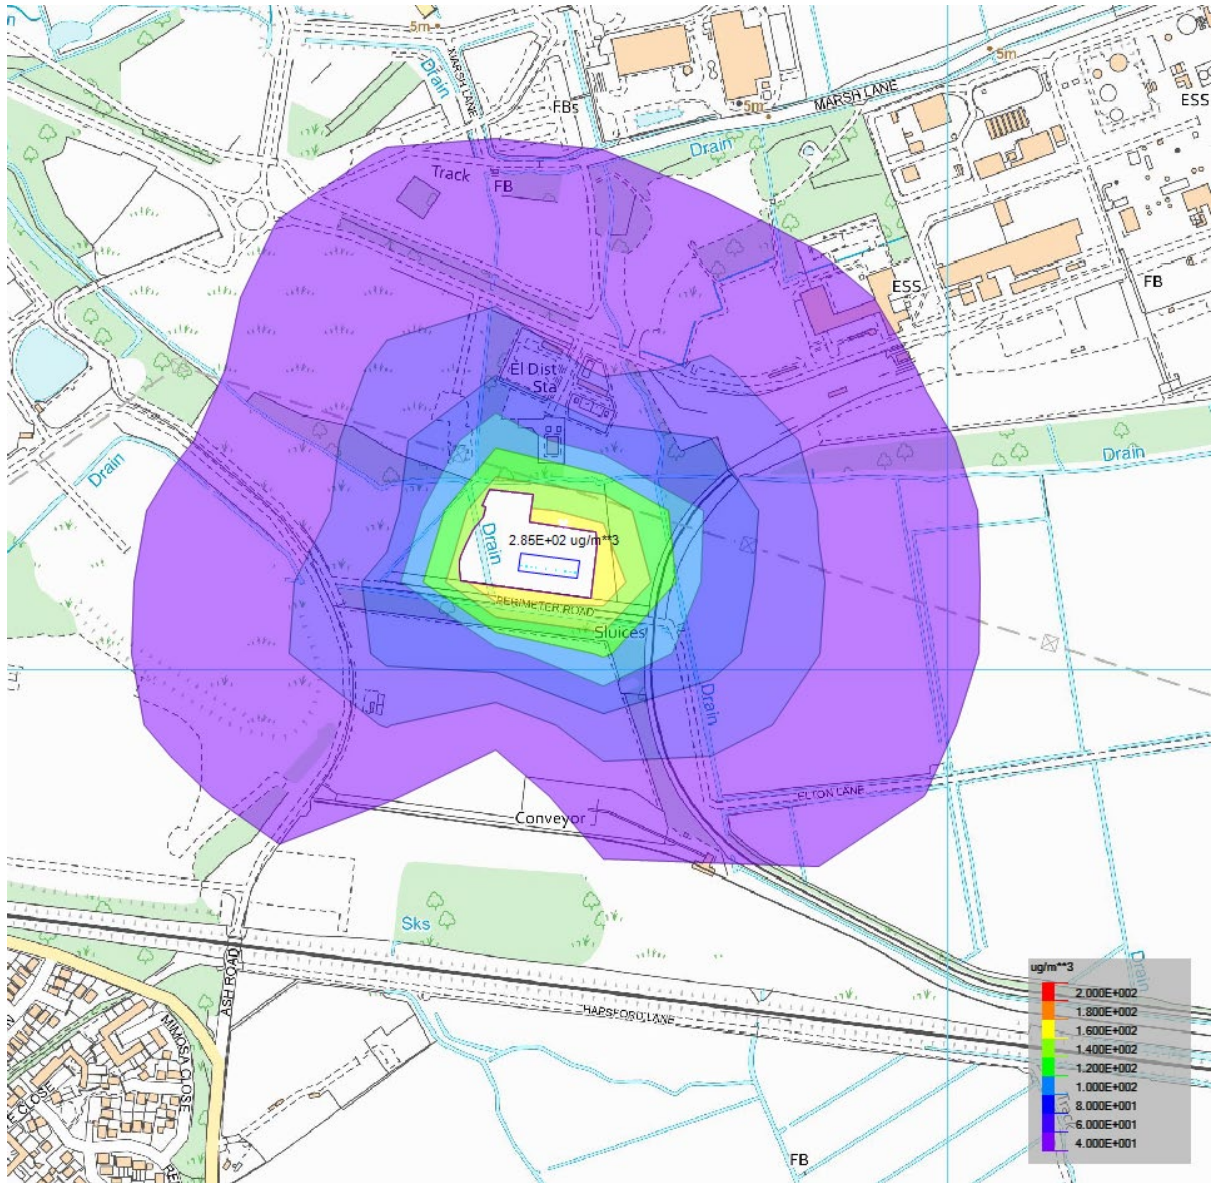 n
5m
MARSH LANE
Drain
FBs
5m
5m
MARSH LANE
ESS
Drain
Track
FB
ESS
FB
El Dist
Sta
Drain
Drain
2.85E+02 ug/m**3
Drain
PERIMETER ROAD
Sluices
Drain
ELTON LANE
Conveyor
Sks
ASH ROAD
HAPSFORD LANE
MIMOSA CLOSE
CLOSE
Drain
Track
FB
ug/m**3
2.000E+002
1.800E+002
1.600E+002
1.400E+002
1.200E+002
1.000E+002
8.000E+001
6.000E+001
4.000E+001